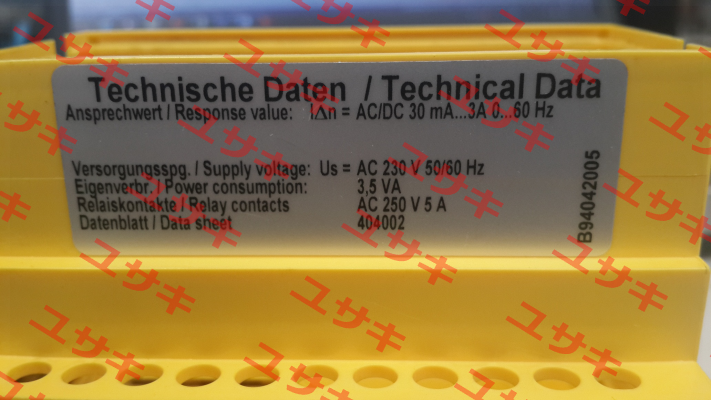 Technische Daten / Technical Data
Ansprechwert / Response value: I∆n = AC/DC 30 mA...3A 0...60 Hz
Versorgungsspg. / Supply voltage: Us = AC 230 V 50/60 Hz
Eigenverbr. / Power consumption: 3,5 VA
Relaiskontakte / Relay contacts AC 250 V 5 A
Datenblatt / Data sheet 404002
B94042005
ユサキ